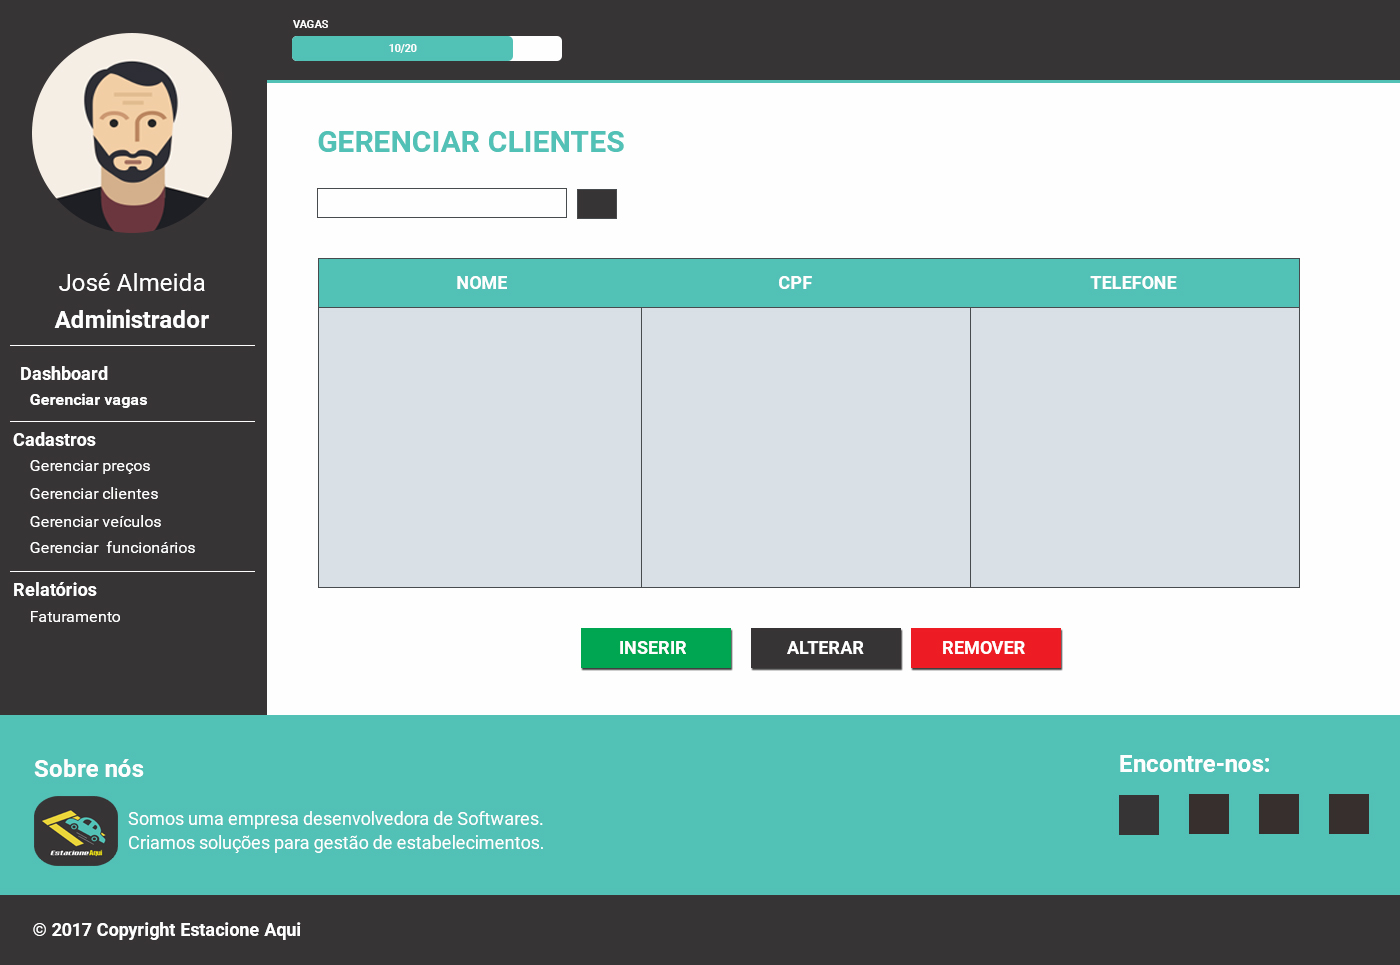 VAGAS
10/20
José Almeida
Administrador
Dashboard
Gerenciar vagas
Cadastros
Gerenciar preços
Gerenciar clientes
Gerenciar veículos
Gerenciar  funcionários
Relatórios
Faturamento
GERENCIAR CLIENTES
NOME CPF TELEFONE
INSERIR ALTERAR REMOVER
Sobre nós
EstacioneAqui
Somos uma empresa desenvolvedora de Softwares.
Criamos soluções para gestão de estabelecimentos.
Encontre-nos:
© 2017 Copyright Estacione Aqui